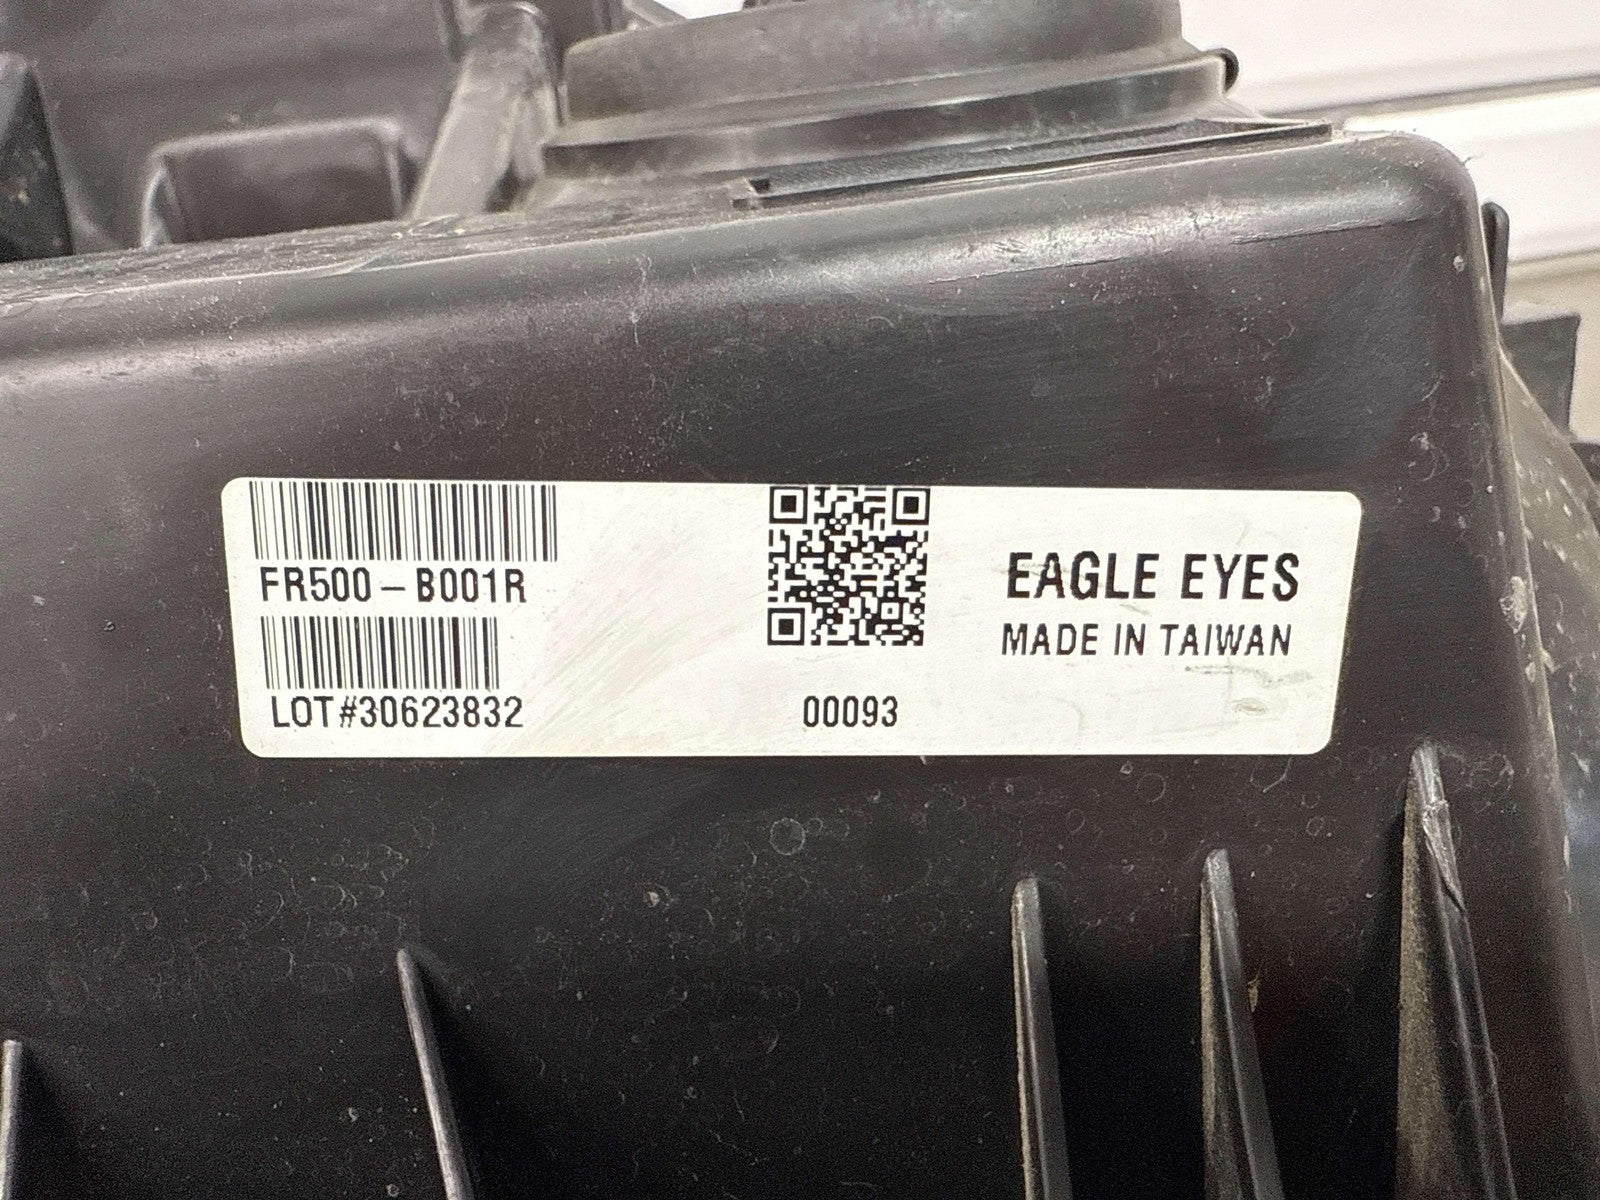 FR500-B001R
LOT#30623832
00093
EAGLE EYES
MADE IN TAIWAN